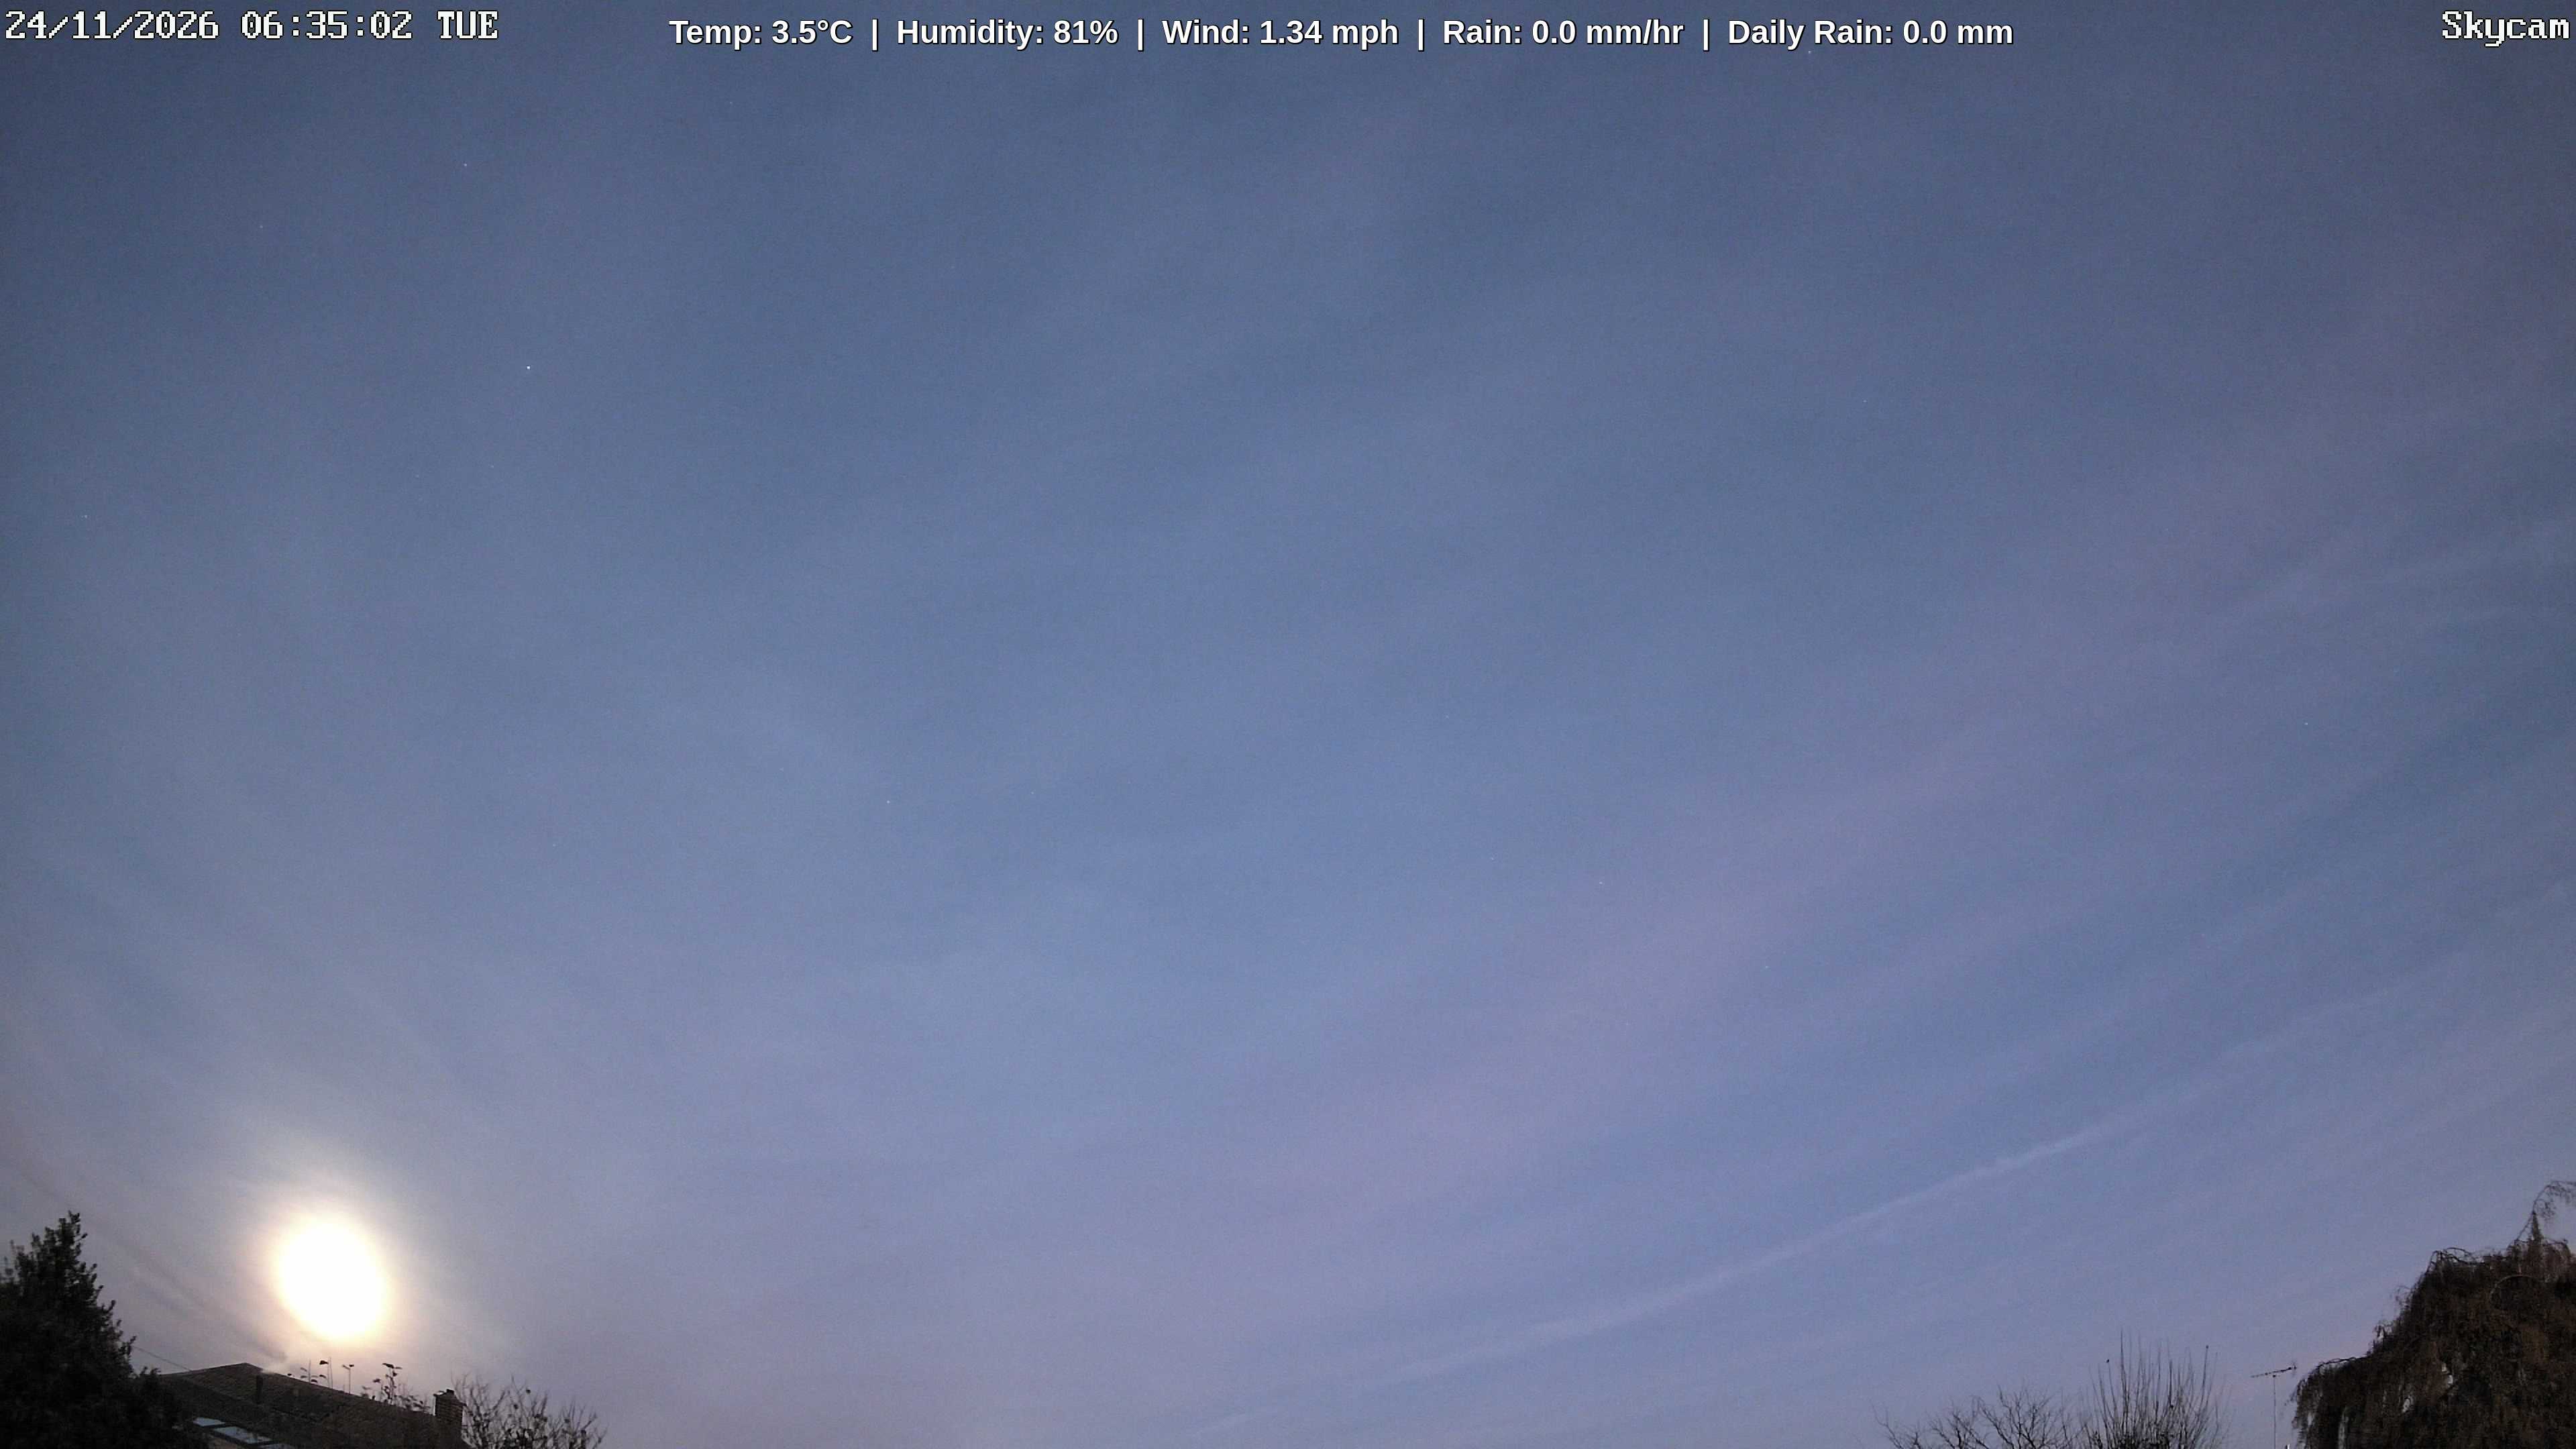 24/11/2026 06:35:02 TUE
Temp: 3.5°C | Humidity: 81% | Wind: 1.34 mph | Rain: 0.0 mm/hr | Daily Rain: 0.0 mm
Skycam